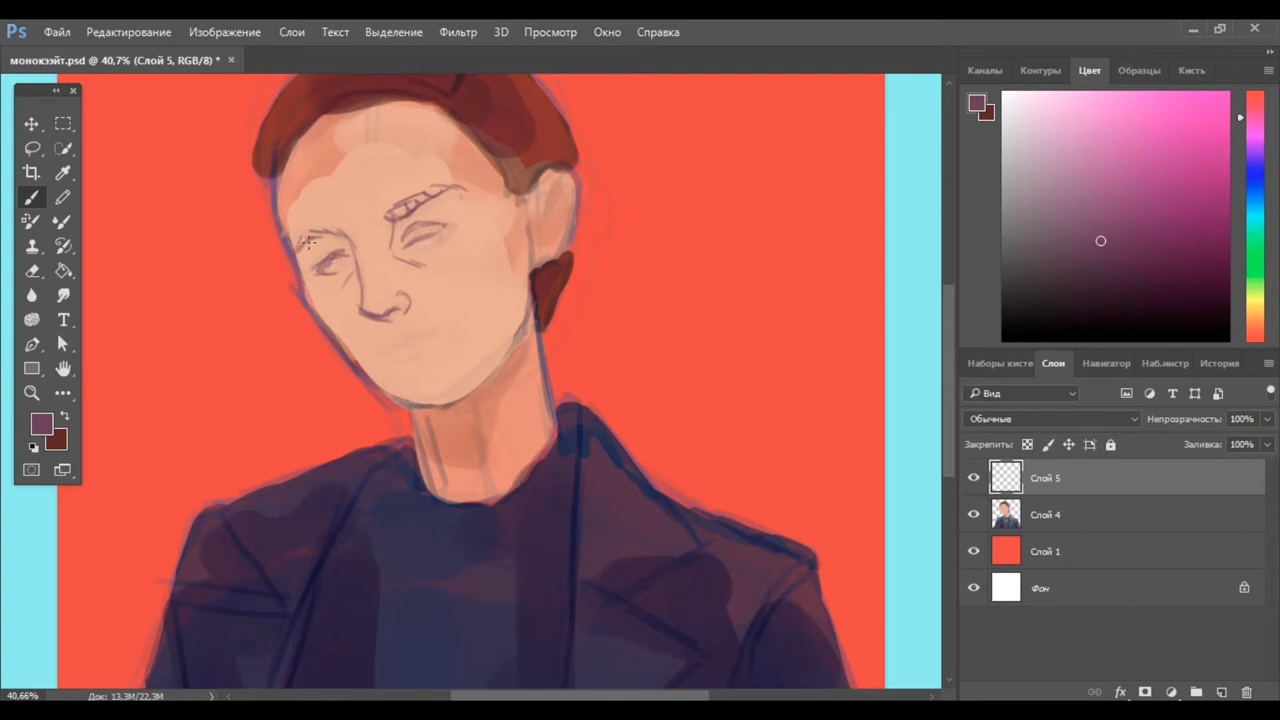 Ps Файл Редактирование Изображение Слои Текст Выделение Фильтр 3D Просмотр Окно Справка
монокэйт.psd @ 40,7% (Слой 5, RGB/8) *
Каналы Контуры Цвет Образцы Кисть
Наборы кисте Слои Навигатор Наб.инстр История
Вид
Обычные Непрозрачность: 100%
Закрепить: Заливка: 100%
Слой 5
Слой 4
Слой 1
Фон
40,66% Док: 13,3M/22,3M